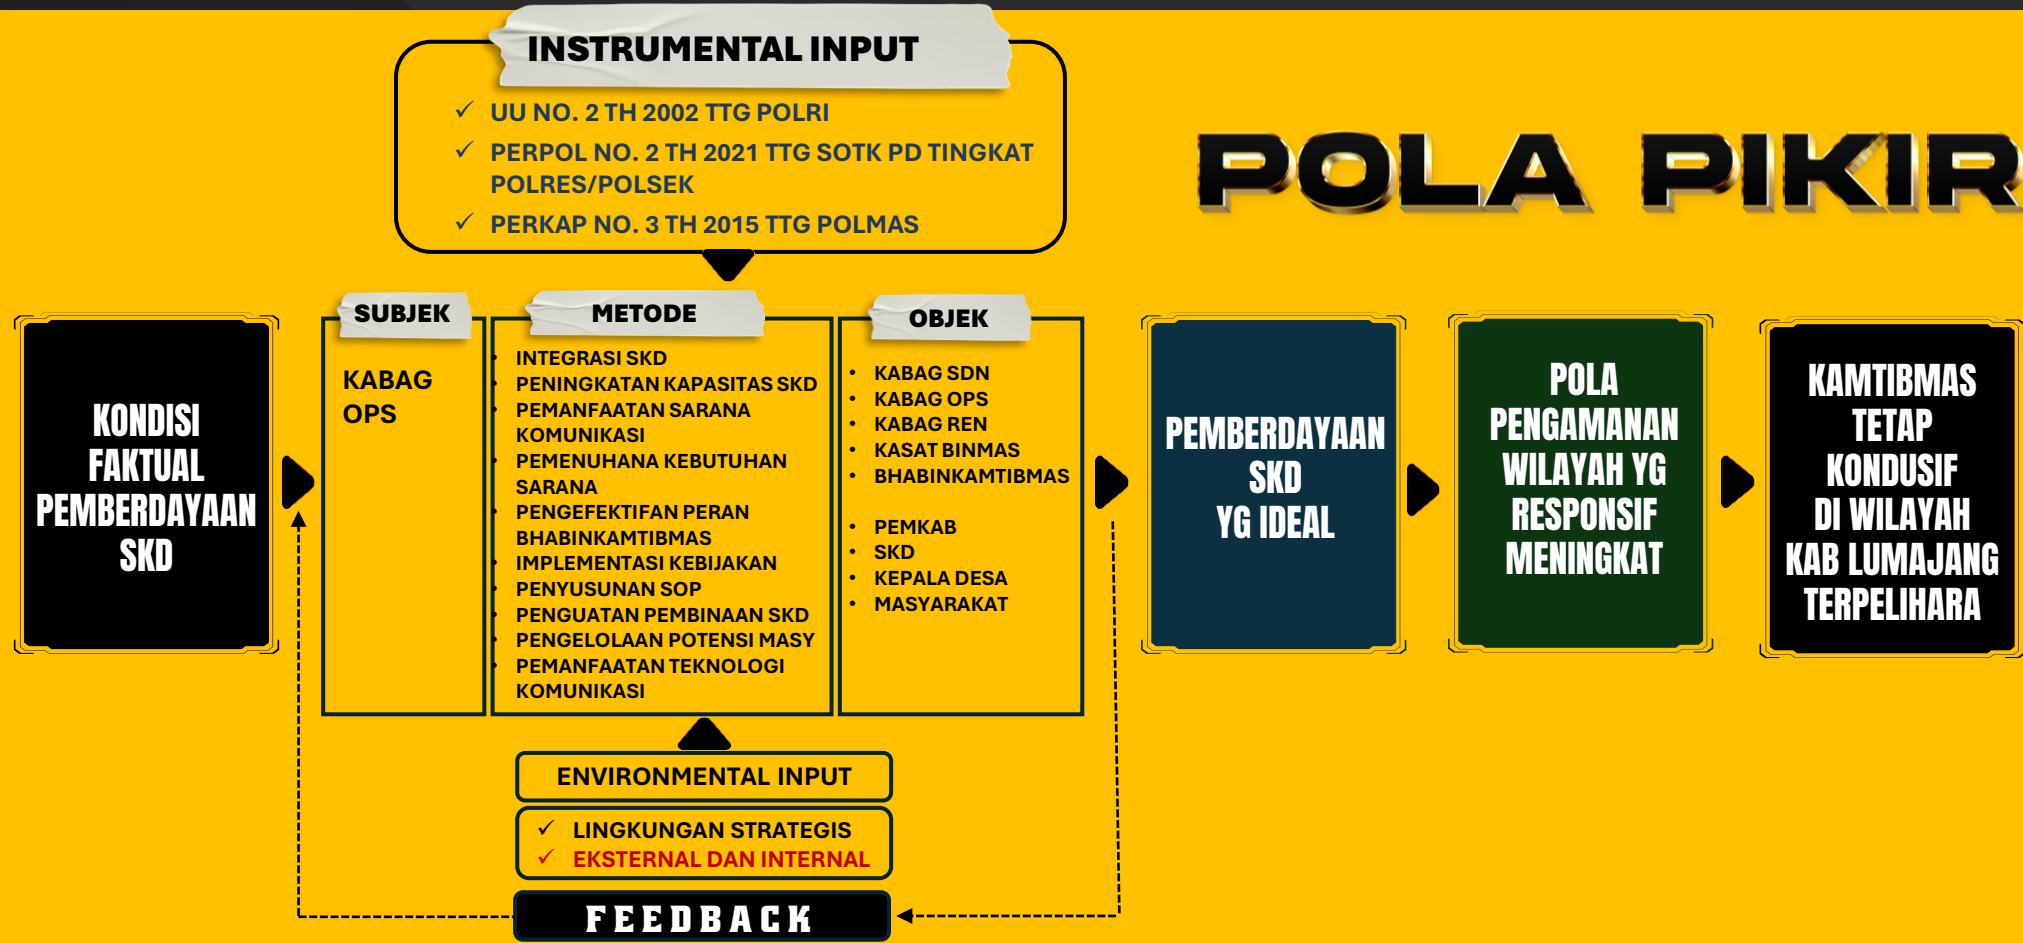 INSTRUMENTAL INPUT
✓ UU NO. 2 TH 2002 TTG POLRI
✓ PERPOL NO. 2 TH 2021 TTG SOTK PD TINGKAT
POLRES/POLSEK
✓ PERKAP NO. 3 TH 2015 TTG POLMAS
POLA PIKIR
KONDISI
FAKTUAL
PEMBERDAYAAN
SKD
SUBJEK
KABAG
OPS
METODE
• INTEGRASI SKD
• PENINGKATAN KAPASITAS SKD
• PEMANFAATAN SARANA
KOMUNIKASI
• PEMENUHANA KEBUTUHAN
SARANA
• PENGEFEKTIFAN PERAN
BHABINKAMTIBMAS
• IMPLEMENTASI KEBIJAKAN
• PENYUSUNAN SOP
• PENGUATAN PEMBINAAN SKD
• PENGELOLAAN POTENSI MASY
• PEMANFAATAN TEKNOLOGI
KOMUNIKASI
OBJEK
• KABAG SDN
• KABAG OPS
• KABAG REN
• KASAT BINMAS
• BHABINKAMTIBMAS
• PEMKAB
• SKD
• KEPALA DESA
• MASYARAKAT
PEMBERDAYAAN
SKD
YG IDEAL
POLA
PENGAMANAN
WILAYAH YG
RESPONSIF
MENINGKAT
KAMTIBMAS
TETAP
KONDUSIF
DI WILAYAH
KAB LUMAJANG
TERPELIHARA
ENVIRONMENTAL INPUT
✓ LINGKUNGAN STRATEGIS
✓ EKSTERNAL DAN INTERNAL
FEEDBACK